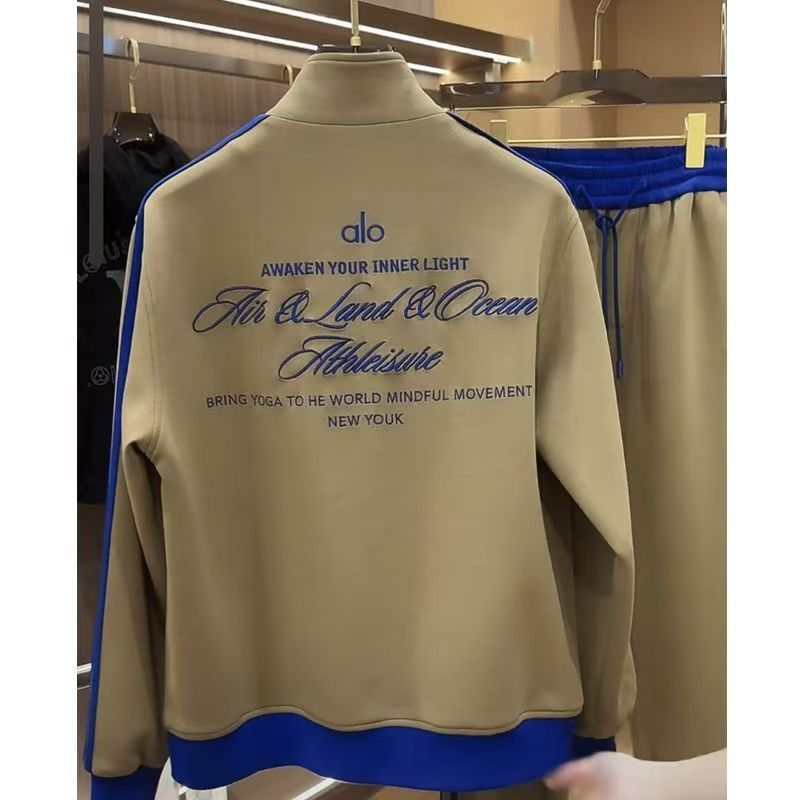 alo
AWAKEN YOUR INNER LIGHT
Air & Land & Ocean
Athleisure
BRING YOGA TO HE WORLD MINDFUL MOVEMENT
NEW YOUK